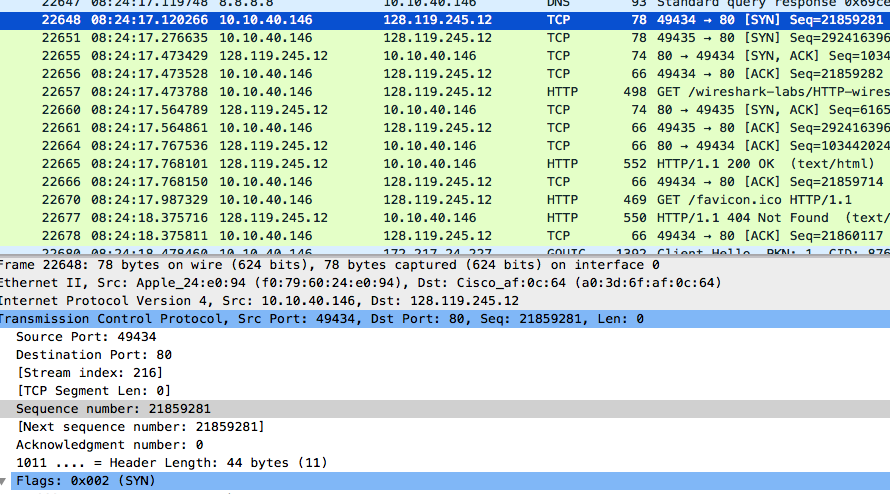 22647 08:24:17.119748 8.8.8.8 10.10.40.146 DNS 93 Standard query response 0x69ce
22648 08:24:17.120266 10.10.40.146 128.119.245.12 TCP 78 49434 → 80 [SYN] Seq=21859281
22651 08:24:17.276635 10.10.40.146 128.119.245.12 TCP 78 49435 → 80 [SYN] Seq=292416396
22655 08:24:17.473429 128.119.245.12 10.10.40.146 TCP 74 80 → 49434 [SYN, ACK] Seq=1034
22656 08:24:17.473528 10.10.40.146 128.119.245.12 TCP 66 49434 → 80 [ACK] Seq=21859282
22657 08:24:17.473788 10.10.40.146 128.119.245.12 HTTP 498 GET /wireshark-labs/HTTP-wires
22660 08:24:17.564789 128.119.245.12 10.10.40.146 TCP 74 80 → 49435 [SYN, ACK] Seq=6165
22661 08:24:17.564861 10.10.40.146 128.119.245.12 TCP 66 49435 → 80 [ACK] Seq=292416396
22664 08:24:17.767536 128.119.245.12 10.10.40.146 TCP 66 80 → 49434 [ACK] Seq=103442024
22665 08:24:17.768101 128.119.245.12 10.10.40.146 HTTP 552 HTTP/1.1 200 OK (text/html)
22666 08:24:17.768150 10.10.40.146 128.119.245.12 TCP 66 49434 → 80 [ACK] Seq=21859714
22670 08:24:17.987329 10.10.40.146 128.119.245.12 HTTP 469 GET /favicon.ico HTTP/1.1
22677 08:24:18.375716 128.119.245.12 10.10.40.146 HTTP 550 HTTP/1.1 404 Not Found (text/
22678 08:24:18.375811 10.10.40.146 128.119.245.12 TCP 66 49434 → 80 [ACK] Seq=21860117
22680 08:24:18.478460 10.10.40.146 172.217.24.227 GQUIC 1392 Client Hello, PKN: 1, CID: 876
Frame 22648: 78 bytes on wire (624 bits), 78 bytes captured (624 bits) on interface 0
Ethernet II, Src: Apple_24:e0:94 (f0:79:60:24:e0:94), Dst: Cisco_af:0c:64 (a0:3d:6f:af:0c:64)
Internet Protocol Version 4, Src: 10.10.40.146, Dst: 128.119.245.12
Transmission Control Protocol, Src Port: 49434, Dst Port: 80, Seq: 21859281, Len: 0
Source Port: 49434
Destination Port: 80
[Stream index: 216]
[TCP Segment Len: 0]
Sequence number: 21859281
[Next sequence number: 21859281]
Acknowledgment number: 0
1011 .... = Header Length: 44 bytes (11)
Flags: 0x002 (SYN)